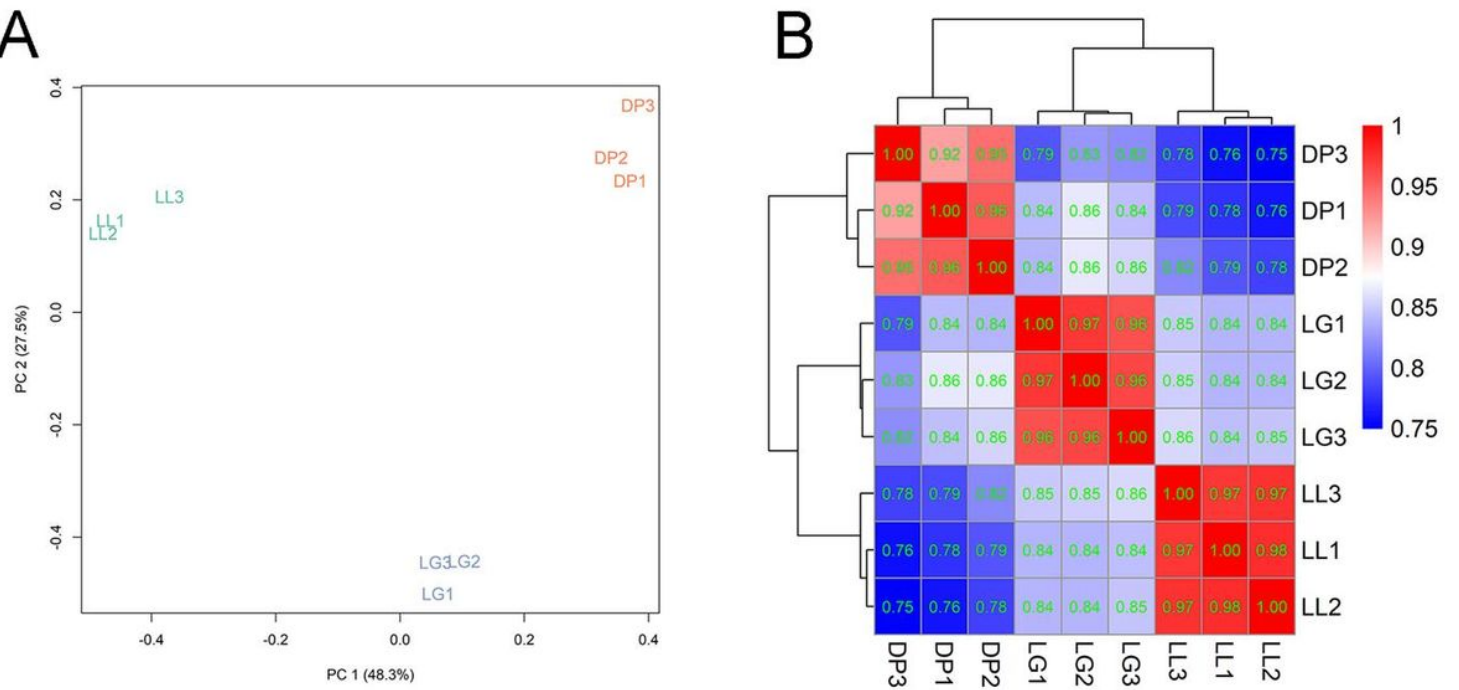 A
0.4
0.2
0.0
-0.2
-0.4
PC 2 (27.5%)
DP3
DP2
DP1
LL3
LL1
LL2
LG3 LG2
LG1
-0.4 -0.2 0.0 0.2 0.4
PC 1 (48.3%)
B
1.00 0.92 0.79 0.83 0.78 0.76 0.75 DP3
0.92 1.00 0.96 0.84 0.86 0.84 0.79 0.78 0.76 DP1
0.96 1.00 0.84 0.86 0.86 0.79 0.78 DP2
0.79 0.84 0.84 1.00 0.97 0.96 0.85 0.84 0.84 LG1
0.83 0.86 0.86 0.97 1.00 0.96 0.85 0.84 0.84 LG2
0.84 0.86 0.96 0.96 1.00 0.86 0.84 0.85 LG3
0.78 0.79 0.85 0.85 0.86 1.00 0.97 0.97 LL3
0.76 0.78 0.79 0.84 0.84 0.84 0.97 1.00 0.98 LL1
0.75 0.76 0.78 0.84 0.84 0.85 0.97 0.98 1.00 LL2
DP3 DP1 DP2 LG1 LG2 LG3 LL3 LL1 LL2
1
0.95
0.9
0.85
0.8
0.75